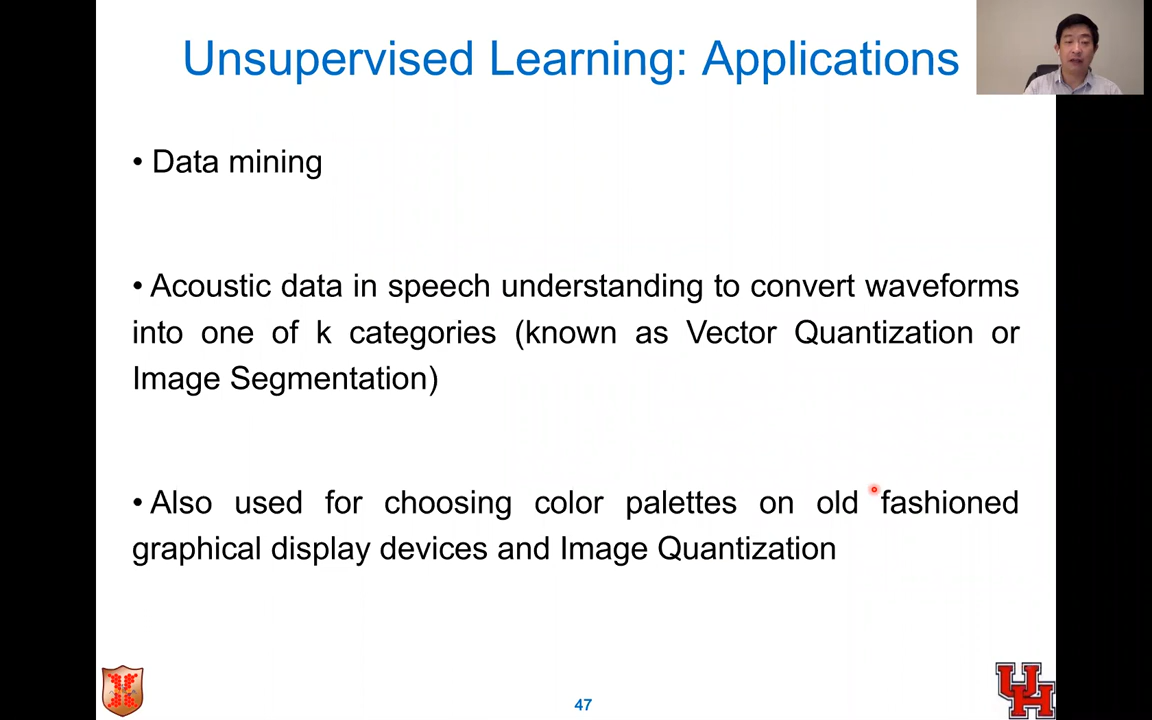 Unsupervised Learning: Applications
• Data mining
• Acoustic data in speech understanding to convert waveforms
into one of k categories (known as Vector Quantization or
Image Segmentation)
• Also used for choosing color palettes on old fashioned
graphical display devices and Image Quantization
47
UH